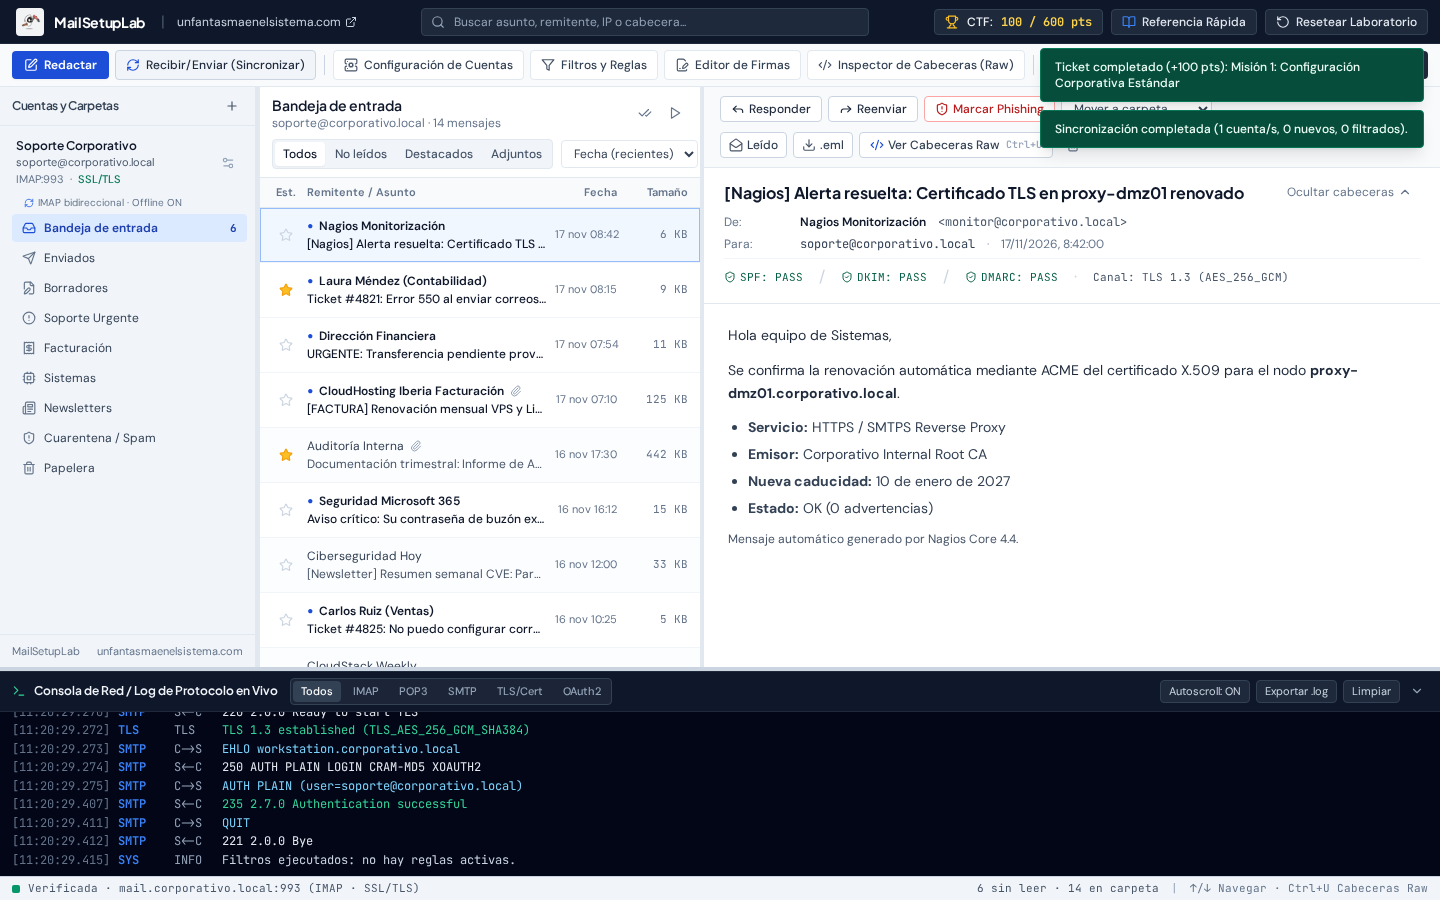 MailSetupLab
unfantasmaenelsistema.com
Buscar asunto, remitente, IP o cabecera...
CTF: 100 / 600 pts
Referencia Rápida
Resetear Laboratorio
Redactar
Recibir/Enviar (Sincronizar)
Configuración de Cuentas
Filtros y Reglas
Editor de Firmas
Inspector de Cabeceras (Raw)
Ticket completado (+100 pts): Misión 1: Configuración
Corporativa Estándar
Sincronización completada (1 cuenta/s, 0 nuevos, 0 filtrados).
Cuentas y Carpetas
Soporte Corporativo
soporte@corporativo.local
IMAP:993 · SSL/TLS
IMAP bidireccional · Offline ON
Bandeja de entrada 6
Enviados
Borradores
Soporte Urgente
Facturación
Sistemas
Newsletters
Cuarentena / Spam
Papelera
MailSetupLab unfantasmaenelsistema.com
Bandeja de entrada
soporte@corporativo.local · 14 mensajes
Todos No leídos Destacados Adjuntos Fecha (recientes)
Est. Remitente / Asunto Fecha Tamaño
• Nagios Monitorización
[Nagios] Alerta resuelta: Certificado TLS ... 17 nov 08:42 6 KB
• Laura Méndez (Contabilidad)
Ticket #4821: Error 550 al enviar correos... 17 nov 08:15 9 KB
• Dirección Financiera
URGENTE: Transferencia pendiente prov... 17 nov 07:54 11 KB
• CloudHosting Iberia Facturación
[FACTURA] Renovación mensual VPS y Li... 17 nov 07:10 125 KB
Auditoría Interna
Documentación trimestral: Informe de A... 16 nov 17:30 442 KB
• Seguridad Microsoft 365
Aviso crítico: Su contraseña de buzón ex... 16 nov 16:12 15 KB
Ciberseguridad Hoy
[Newsletter] Resumen semanal CVE: Par... 16 nov 12:00 33 KB
• Carlos Ruiz (Ventas)
Ticket #4825: No puedo configurar corr... 16 nov 10:25 5 KB
CloudStack Weekly
Responder
Reenviar
Marcar Phishing
Mover a carpeta
Leído
.eml
Ver Cabeceras Raw
[Nagios] Alerta resuelta: Certificado TLS en proxy-dmz01 renovado
Ocultar cabeceras
De: Nagios Monitorización <monitor@corporativo.local>
Para: soporte@corporativo.local · 17/11/2026, 8:42:00
SPF: PASS / DKIM: PASS / DMARC: PASS · Canal: TLS 1.3 (AES_256_GCM)
Hola equipo de Sistemas,
Se confirma la renovación automática mediante ACME del certificado X.509 para el nodo proxy-
dmz01.corporativo.local.
• Servicio: HTTPS / SMTPS Reverse Proxy
• Emisor: Corporativo Internal Root CA
• Nueva caducidad: 10 de enero de 2027
• Estado: OK (0 advertencias)
Mensaje automático generado por Nagios Core 4.4.
Consola de Red / Log de Protocolo en Vivo
Todos IMAP POP3 SMTP TLS/Cert OAuth2
Autoscroll: ON Exportar .log Limpiar
[11:20:29.270] SMTP S<-C 220 2.0.0 Ready to start TLS
[11:20:29.272] TLS TLS TLS 1.3 established (TLS_AES_256_GCM_SHA384)
[11:20:29.273] SMTP C->S EHLO workstation.corporativo.local
[11:20:29.274] SMTP S<-C 250 AUTH PLAIN LOGIN CRAM-MD5 XOAUTH2
[11:20:29.275] SMTP C->S AUTH PLAIN (user=soporte@corporativo.local)
[11:20:29.407] SMTP S<-C 235 2.7.0 Authentication successful
[11:20:29.411] SMTP C->S QUIT
[11:20:29.412] SMTP S<-C 221 2.0.0 Bye
[11:20:29.415] SYS INFO Filtros ejecutados: no hay reglas activas.
Verificada · mail.corporativo.local:993 (IMAP · SSL/TLS)
6 sin leer · 14 en carpeta | ↑/↓ Navegar · Ctrl+U Cabeceras Raw